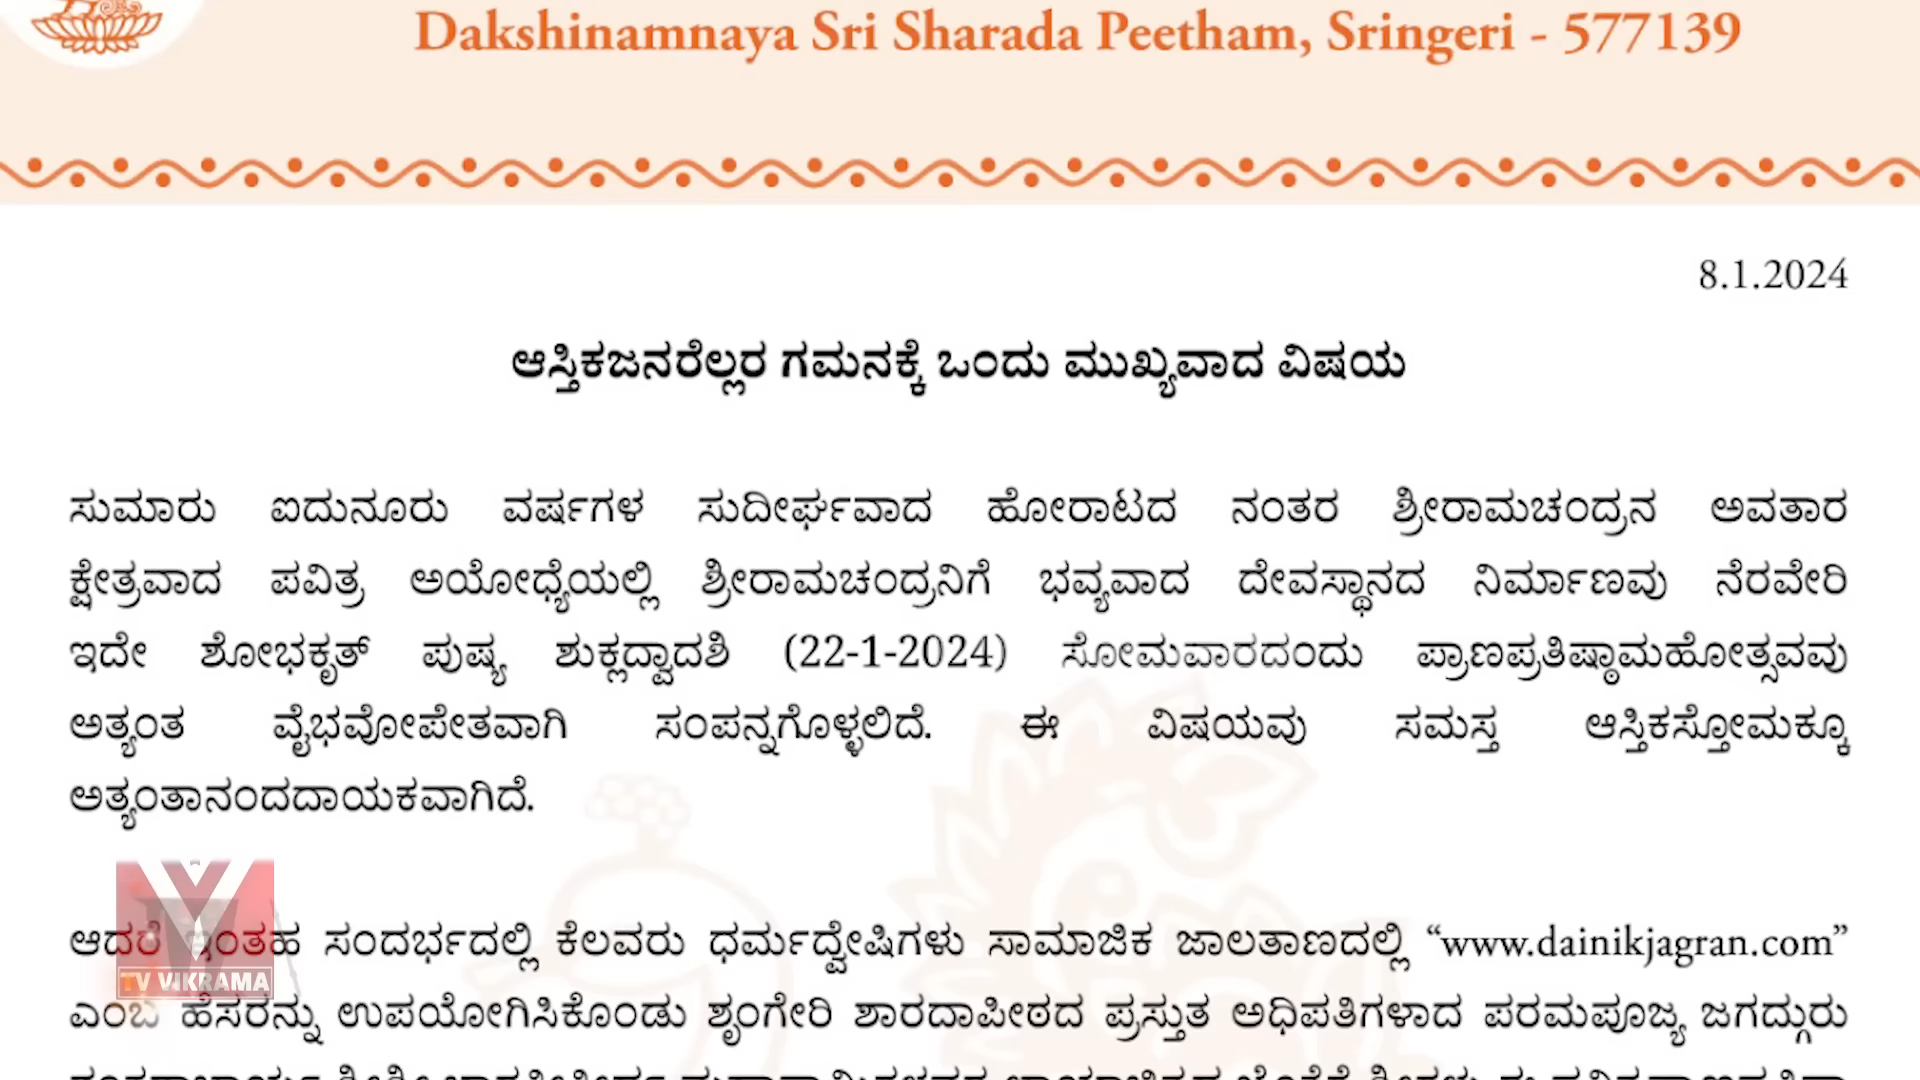 Dakshinamnaya Sri Sharada Peetham, Sringeri - 577139
8.1.2024
ಆಸ್ತಿಕಜನರೆಲ್ಲರ ಗಮನಕ್ಕೆ ಒಂದು ಮುಖ್ಯವಾದ ವಿಷಯ
ಸುಮಾರು ಐದುನೂರು ವರ್ಷಗಳ ಸುದೀರ್ಘವಾದ ಹೋರಾಟದ ನಂತರ ಶ್ರೀರಾಮಚಂದ್ರನ ಅವತಾರ
ಕ್ಷೇತ್ರವಾದ ಪವಿತ್ರ ಅಯೋಧ್ಯೆಯಲ್ಲಿ ಶ್ರೀರಾಮಚಂದ್ರನಿಗೆ ಭವ್ಯವಾದ ದೇವಸ್ಥಾನದ ನಿರ್ಮಾಣವು ನೆರವೇರಿ
ಇದೇ ಶೋಭಕೃತ್ ಪುಷ್ಯ ಶುಕ್ಲದ್ವಾದಶಿ (22-1-2024) ಸೋಮವಾರದಂದು ಪ್ರಾಣಪ್ರತಿಷ್ಠಾಮಹೋತ್ಸವವು
ಅತ್ಯಂತ ವೈಭವೋಪೇತವಾಗಿ ಸಂಪನ್ನಗೊಳ್ಳಲಿದೆ. ಈ ವಿಷಯವು ಸಮಸ್ತ ಆಸ್ತಿಕಸ್ತೋಮಕ್ಕೂ
ಅತ್ಯಂತಾನಂದದಾಯಕವಾಗಿದೆ.
ಆದರೆ ಇಂತಹ ಸಂದರ್ಭದಲ್ಲಿ ಕೆಲವರು ಧರ್ಮದ್ವೇಷಿಗಳು ಸಾಮಾಜಿಕ ಜಾಲತಾಣದಲ್ಲಿ “www.dainikjagran.com”
TV VIKRAMA
ಎಂಬ ಹೆಸರನ್ನು ಉಪಯೋಗಿಸಿಕೊಂಡು ಶೃಂಗೇರಿ ಶಾರದಾಪೀಠದ ಪ್ರಸ್ತುತ ಅಧಿಪತಿಗಳಾದ ಪರಮಪೂಜ್ಯ ಜಗದ್ಗುರು